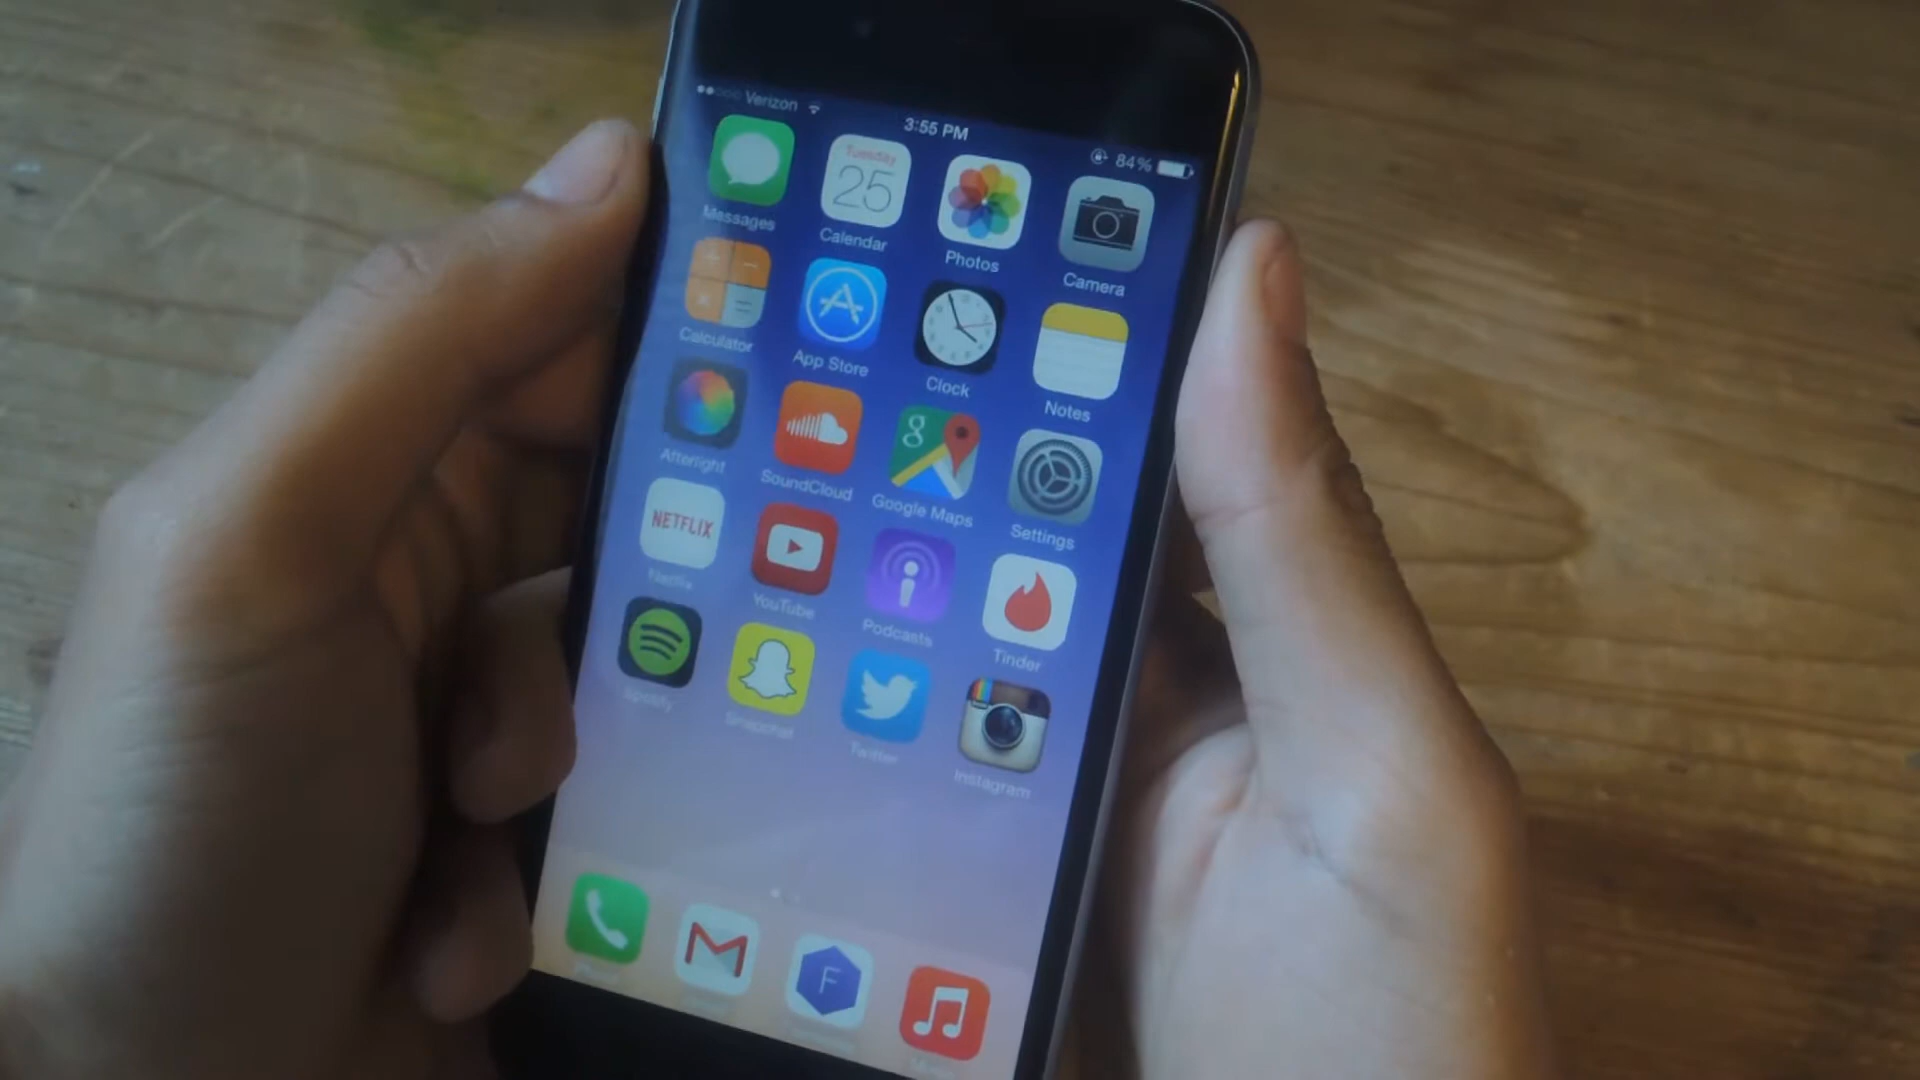 Verizon 3:55 PM 84%
Tuesday
25
Messages Calendar Photos Camera
Calculator App Store Clock Notes
g
Afterlight SoundCloud Google Maps Settings
NETFLIX
Netflix YouTube Podcasts Tinder
Spotify Snapchat Twitter Instagram
F